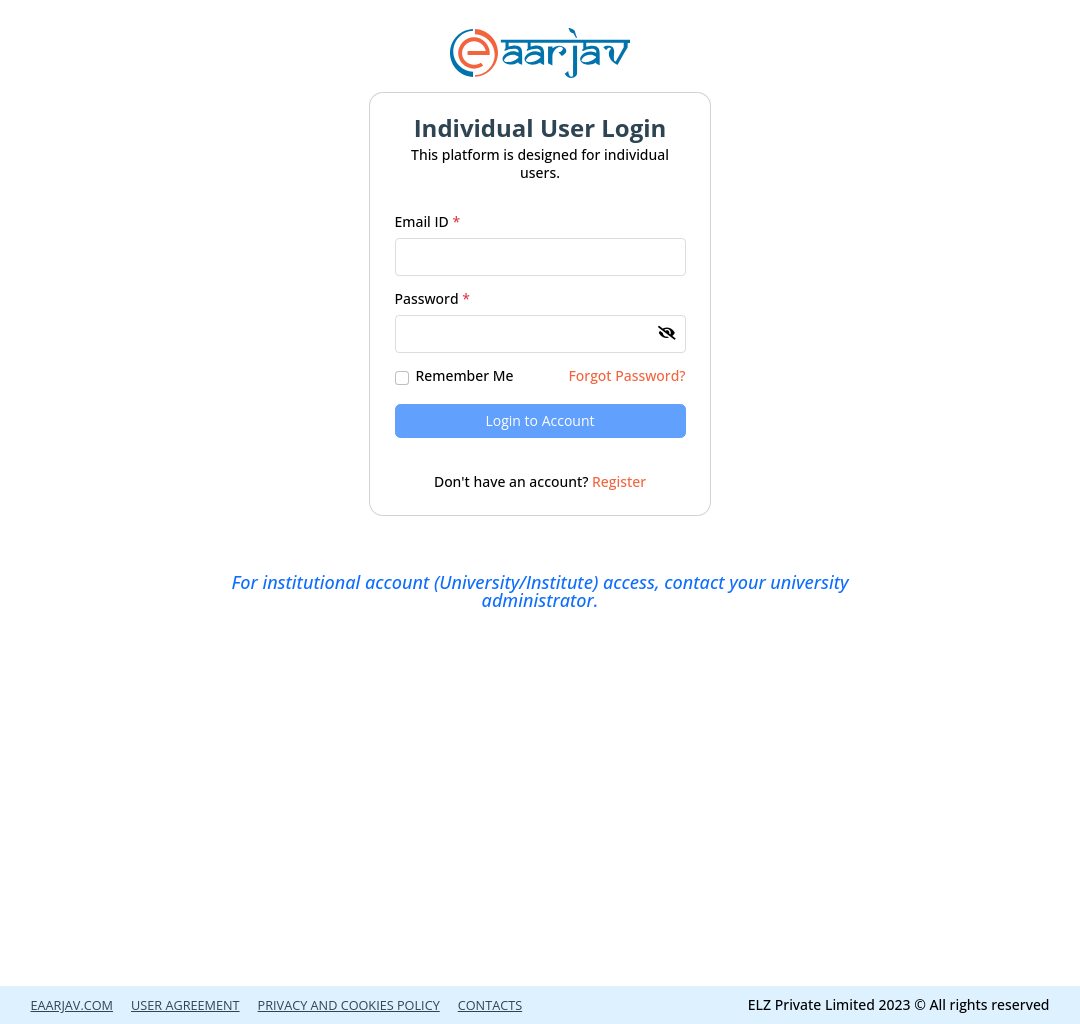 eaarjav
Individual User Login
This platform is designed for individual
users.
Email ID *
Password *
Remember Me
Forgot Password?
Login to Account
Don't have an account? Register
For institutional account (University/Institute) access, contact your university
administrator.
EAARJAV.COM USER AGREEMENT PRIVACY AND COOKIES POLICY CONTACTS
ELZ Private Limited 2023 © All rights reserved